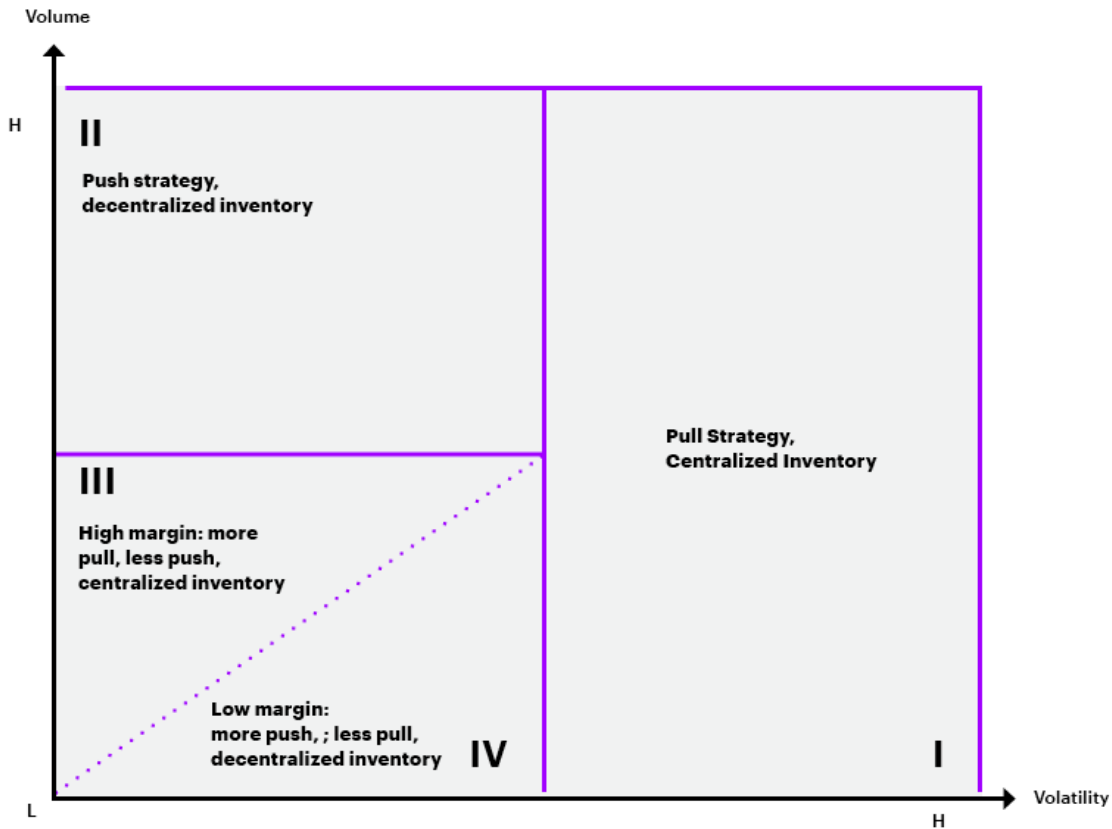 Volume
H
II
Push strategy,
decentralized inventory
Pull Strategy,
Centralized Inventory
III
High margin: more
pull, less push,
centralized inventory
Low margin:
more push, ; less pull,
decentralized inventory
IV
I
L
H
Volatility